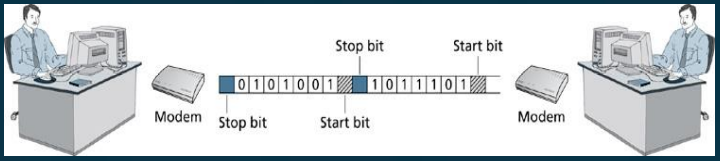 Stop bit Start bit
0 1 0 1 0 0 1 1 0 1 1 1 0 1
Modem Stop bit Start bit Modem